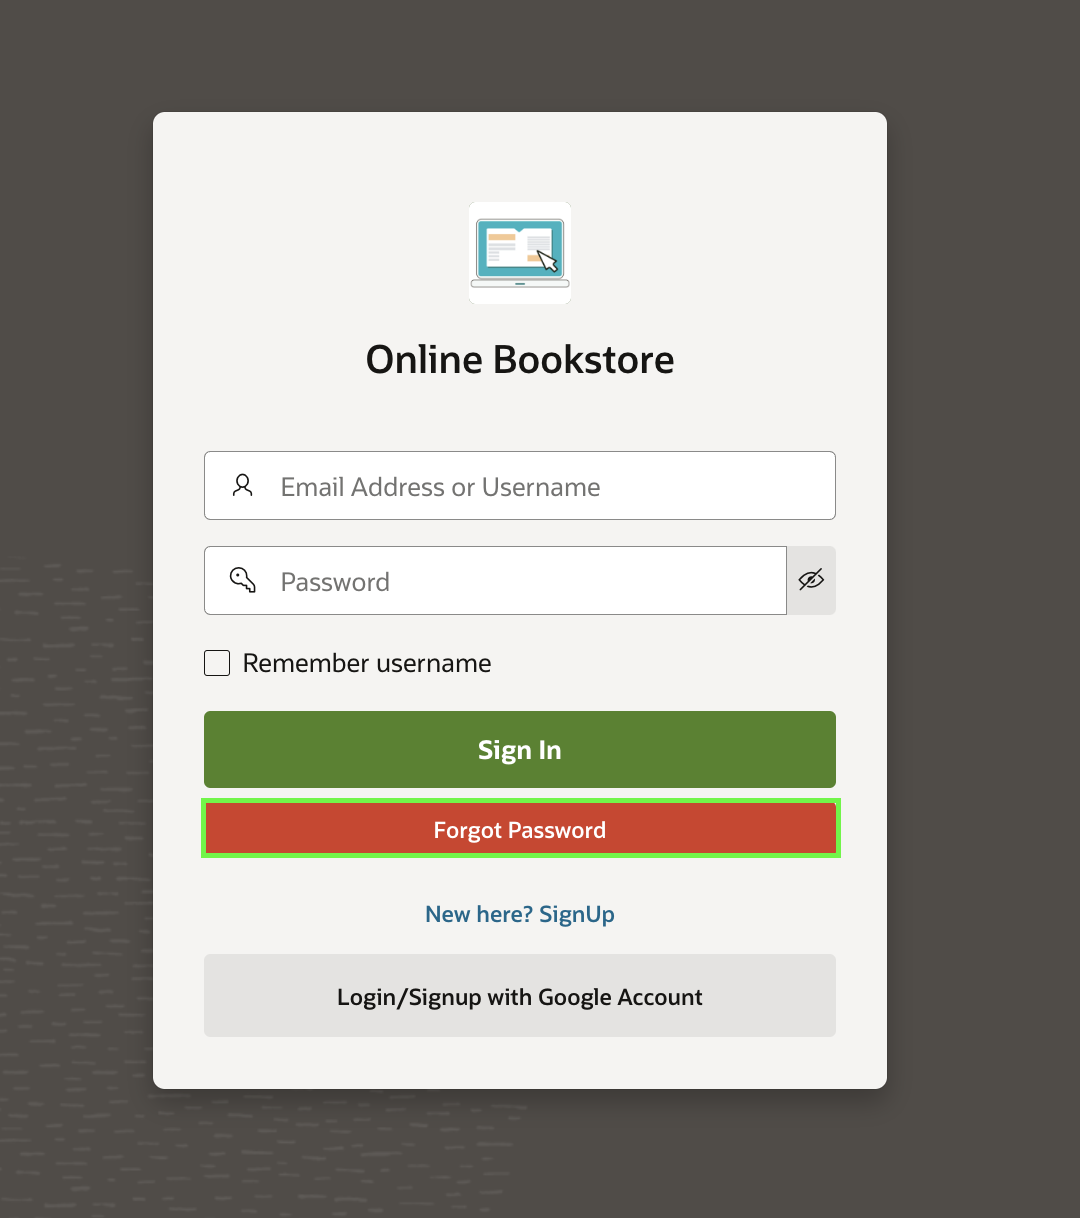 Online Bookstore
Email Address or Username
Password
Remember username
Sign In
Forgot Password
New here? SignUp
Login/Signup with Google Account